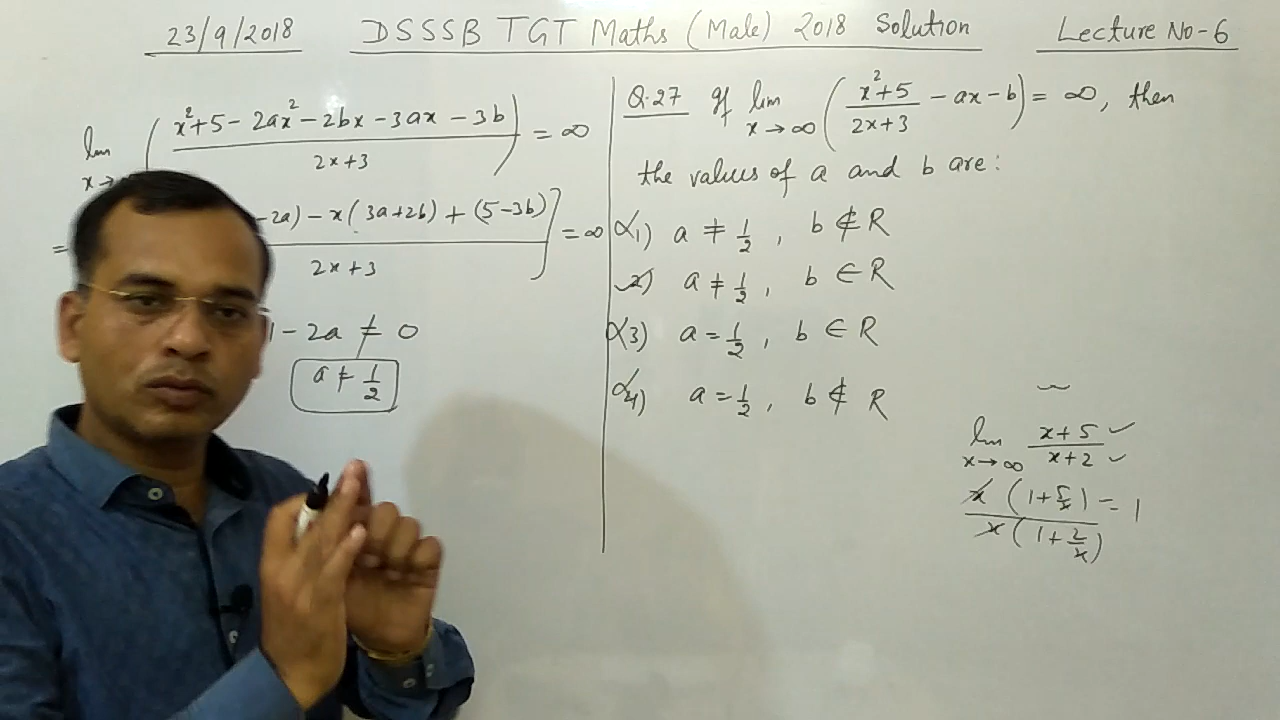 23/9/2018 DSSSB TGT Maths (Male) 2018 Solution Lecture No-6
lim x→ ( (x²+5 - 2ax² - 2bx - 3ax - 3b) / (2x+3) ) = ∞
= [ -2a) - x(3a+2b) + (5-3b) / (2x+3) ] = ∞
1 - 2a ≠ 0
a ≠ 1/2
Q.27 If lim x→∞ ( (x²+5)/(2x+3) - ax - b ) = ∞, then
the values of a and b are:
1) a ≠ 1/2 , b ∉ R
2) a ≠ 1/2 , b ∈ R
3) a = 1/2 , b ∈ R
4) a = 1/2 , b ∉ R
lim x→∞ (x+5)/(x+2)
x(1+5/x) / x(1+2/x) = 1